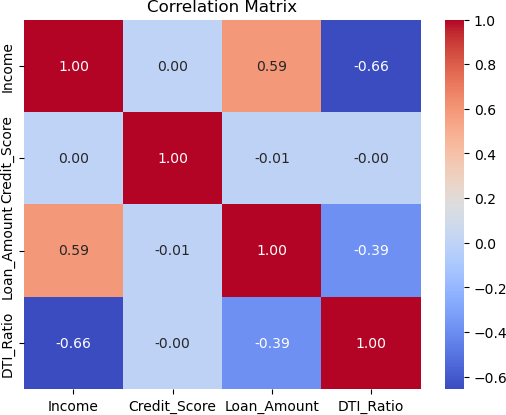 Correlation Matrix
Income
1.00 0.00 0.59 -0.66
Credit_Score
0.00 1.00 -0.01 -0.00
Loan_Amount
0.59 -0.01 1.00 -0.39
DTI_Ratio
-0.66 -0.00 -0.39 1.00
Income Credit_Score Loan_Amount DTI_Ratio
1.0
0.8
0.6
0.4
0.2
0.0
−0.2
−0.4
−0.6